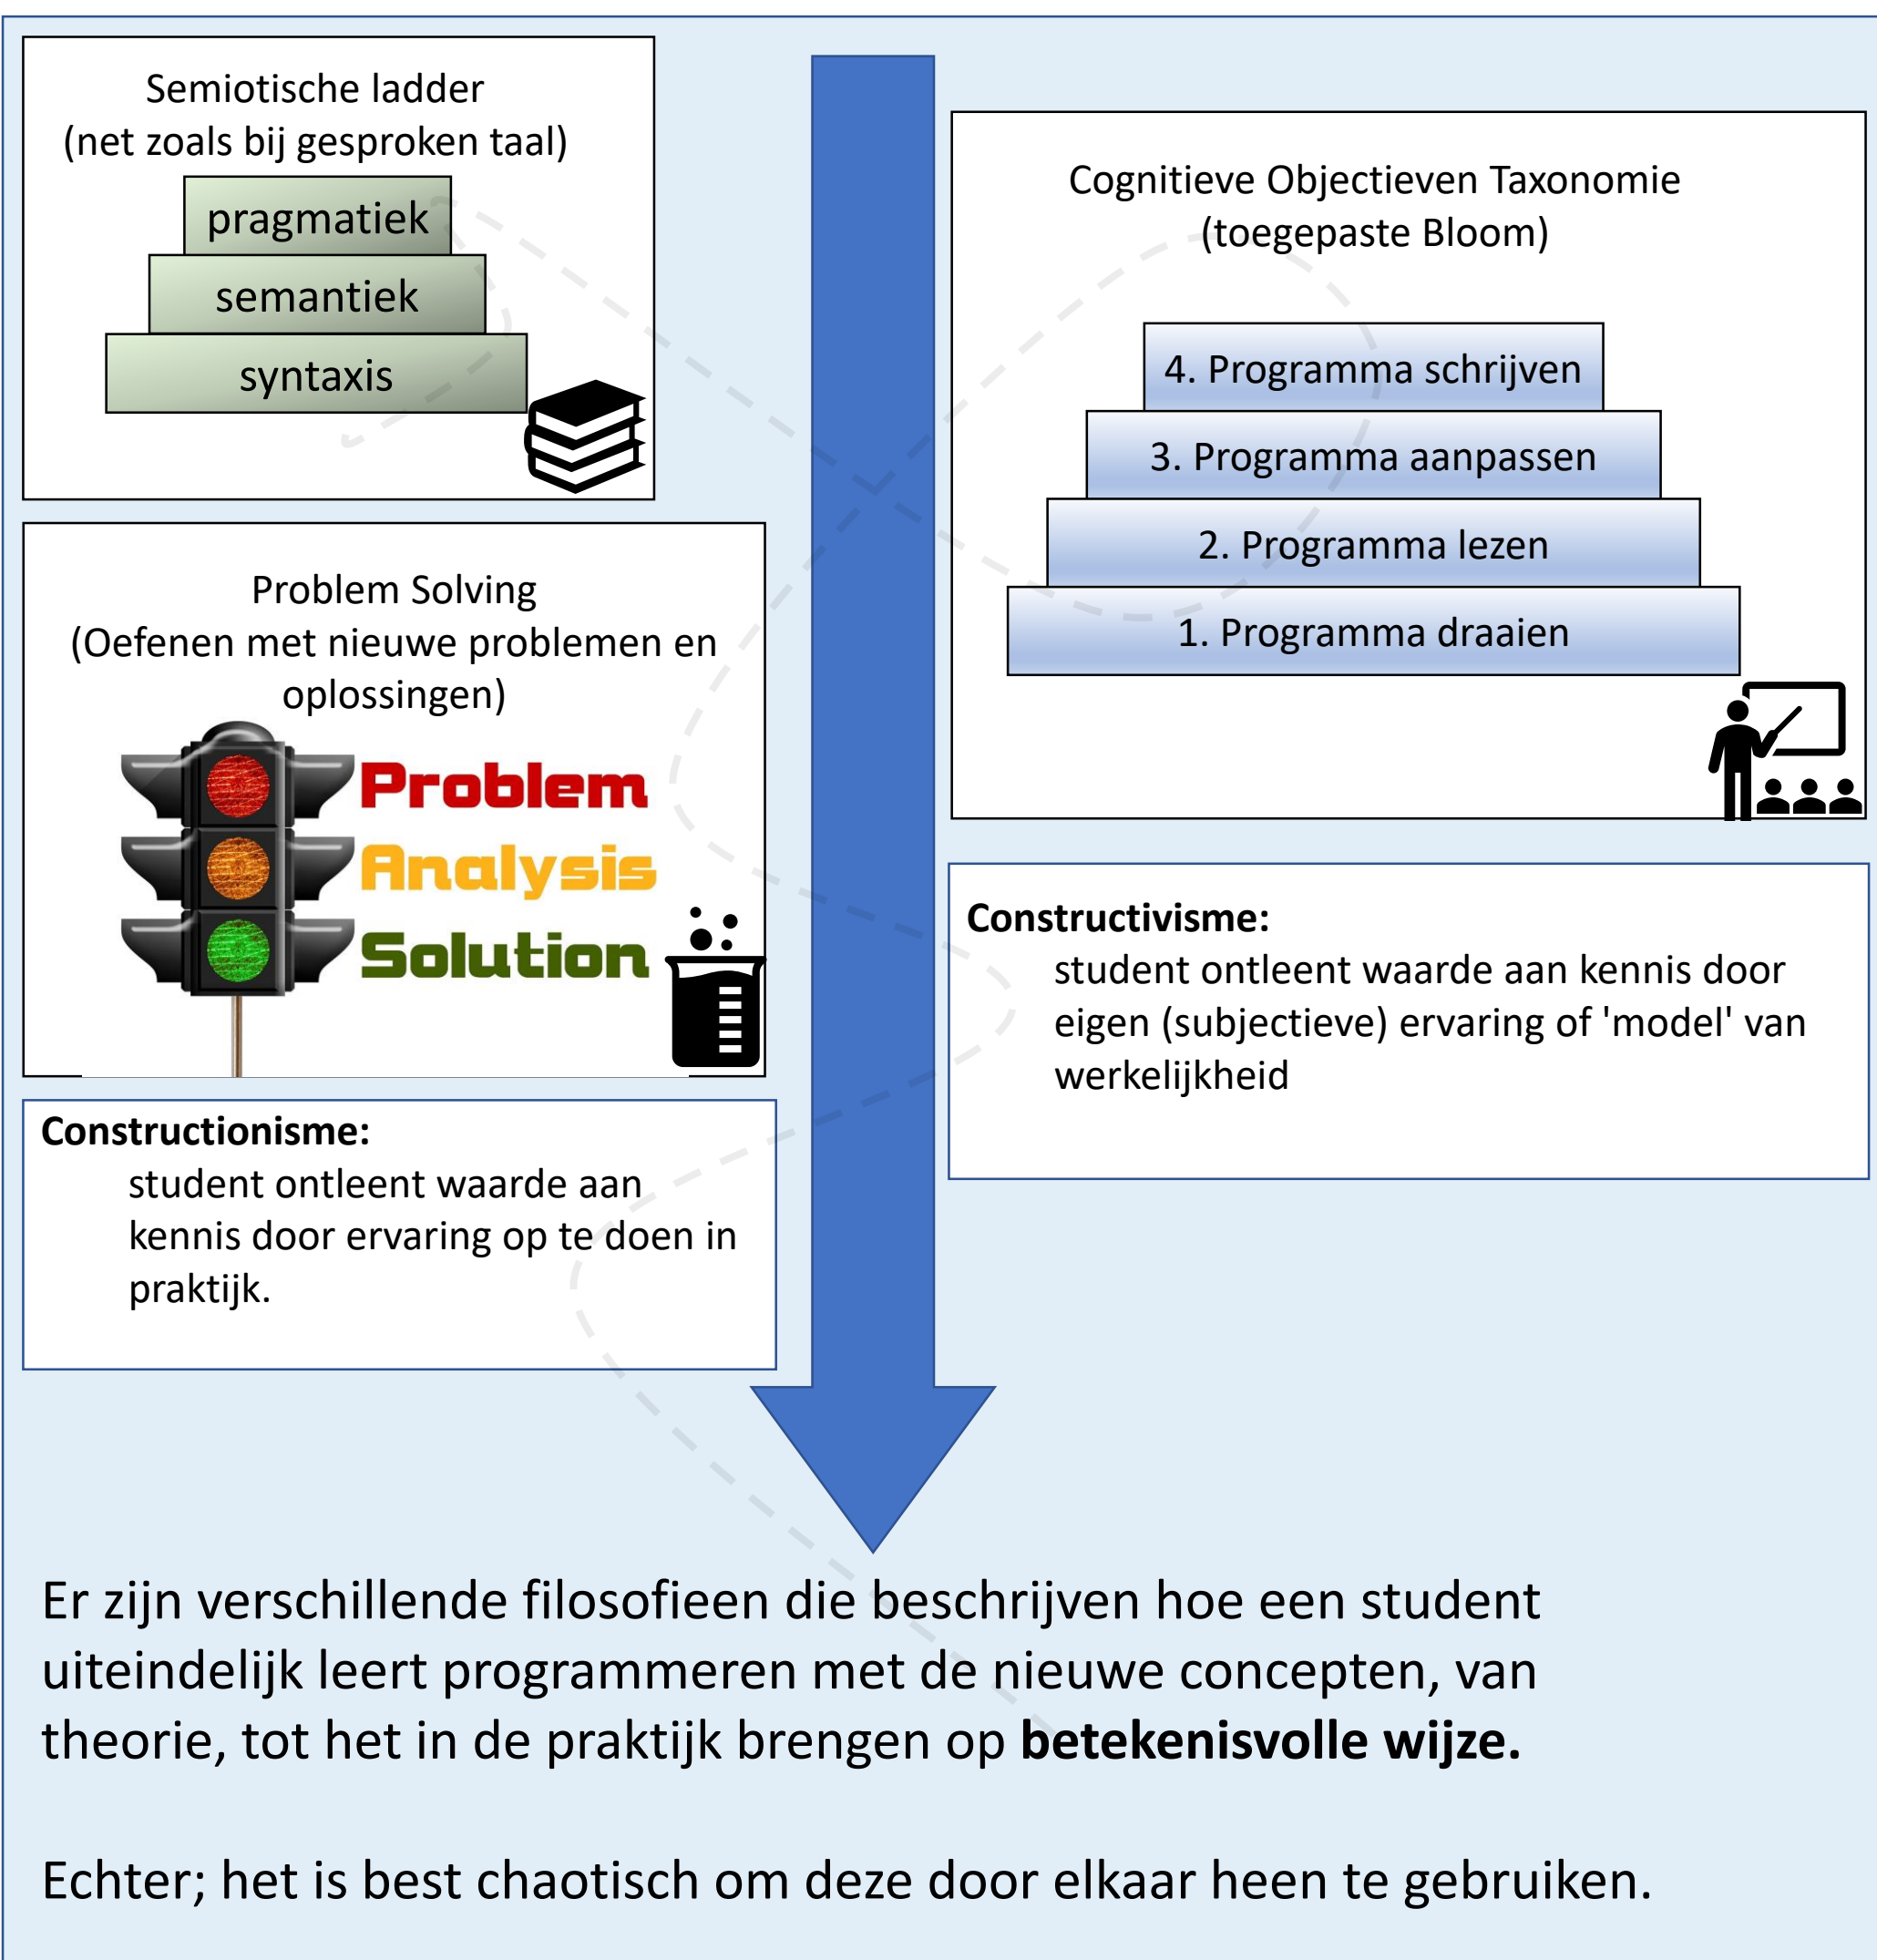 Semiotische ladder
(net zoals bij gesproken taal)
pragmatiek
semantiek
syntaxis
Cognitieve Objectieven Taxonomie
(toegepaste Bloom)
4. Programma schrijven
3. Programma aanpassen
2. Programma lezen
1. Programma draaien
Problem Solving
(Oefenen met nieuwe problemen en
oplossingen)
Problem
Analysis
Solution
Constructivisme:
student ontleent waarde aan kennis door
eigen (subjectieve) ervaring of 'model' van
werkelijkheid
Constructionisme:
student ontleent waarde aan
kennis door ervaring op te doen in
praktijk.
Er zijn verschillende filosofieen die beschrijven hoe een student
uiteindelijk leert programmeren met de nieuwe concepten, van
theorie, tot het in de praktijk brengen op betekenisvolle wijze.
Echter; het is best chaotisch om deze door elkaar heen te gebruiken.